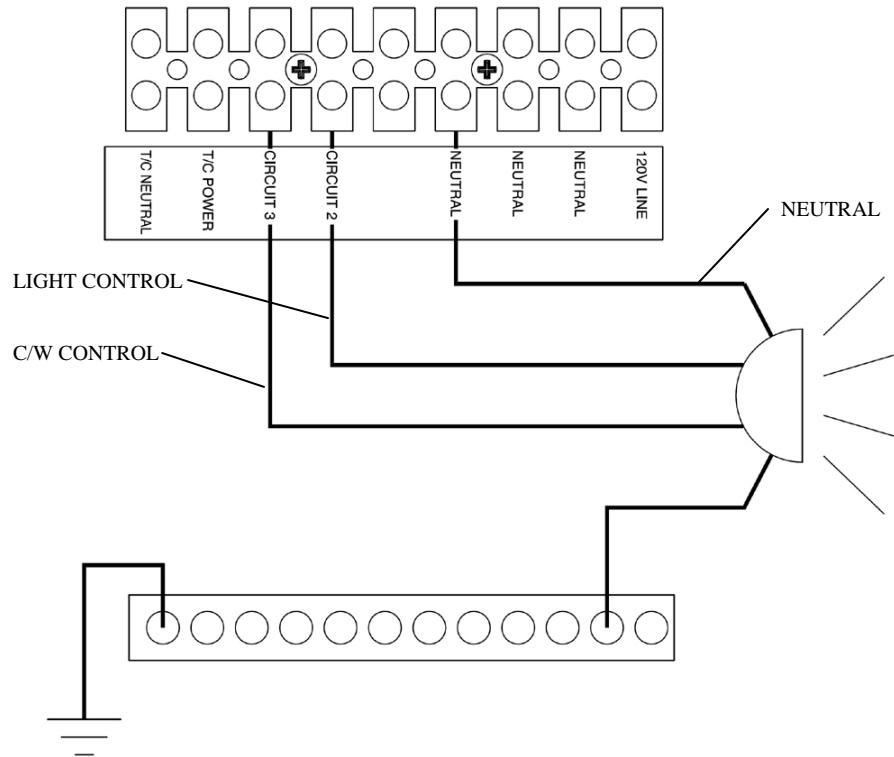 T/C NEUTRAL
T/C POWER
CIRCUIT 3
CIRCUIT 2
NEUTRAL
NEUTRAL
NEUTRAL
120V LINE
NEUTRAL
LIGHT CONTROL
C/W CONTROL